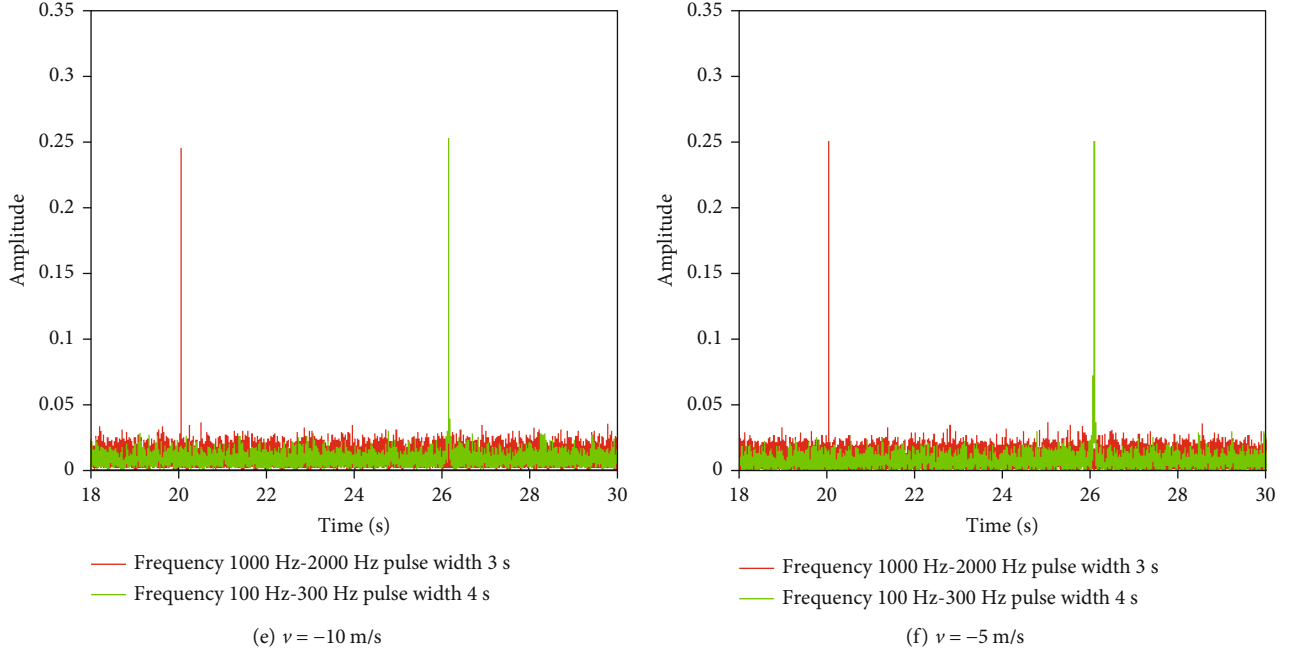 0.35
0.3
0.25
0.2
0.15
0.1
0.05
0
Amplitude
18 20 22 24 26 28 30
Time (s)
Frequency 1000 Hz-2000 Hz pulse width 3 s
Frequency 100 Hz-300 Hz pulse width 4 s
(e) v = −10 m/s
0.35
0.3
0.25
0.2
0.15
0.1
0.05
0
Amplitude
18 20 22 24 26 28 30
Time (s)
Frequency 1000 Hz-2000 Hz pulse width 3 s
Frequency 100 Hz-300 Hz pulse width 4 s
(f) v = −5 m/s